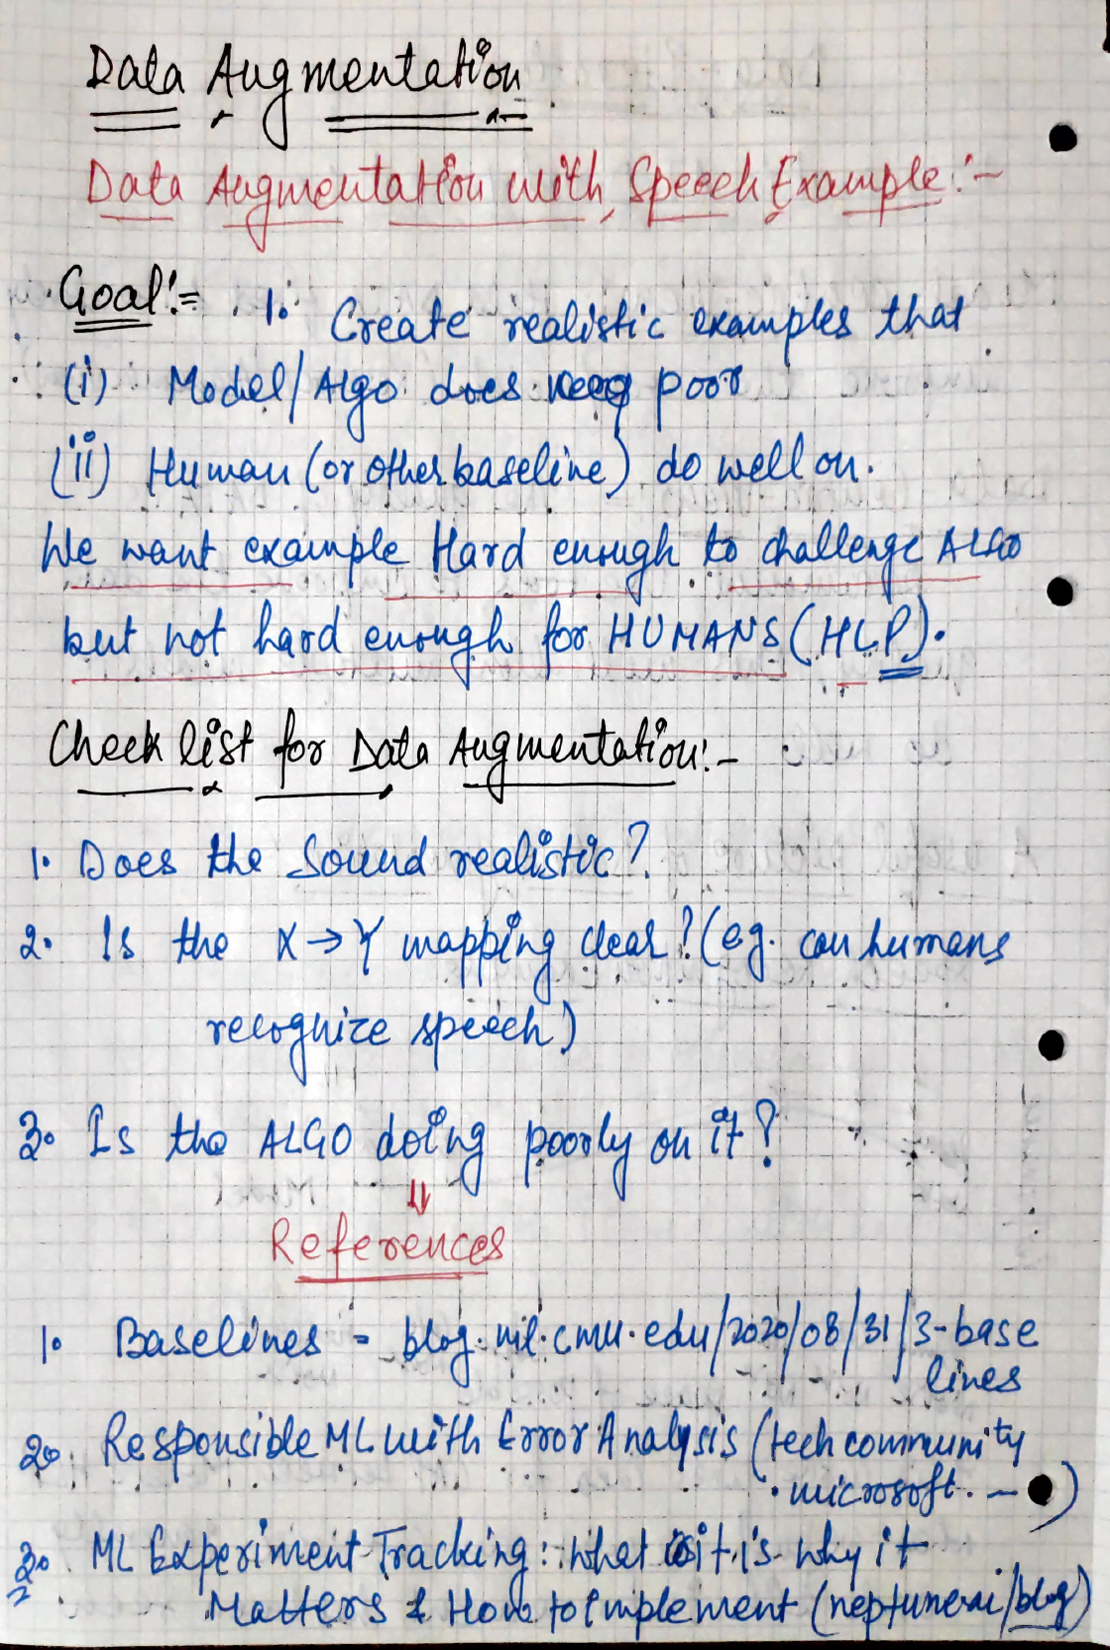 Data Augmentation
Data Augmentation with Speech Example:-
Goal:- 1. Create realistic examples that
(i) Model/Algo does very poor
(ii) Human (or other baseline) do well on.
We want example Hard enough to challenge ALGO
but not hard enough for HUMANS (HLP).
Check list for Data Augmentation:-
1. Does the Sound realistic?
2. Is the X → Y mapping clear? (eg. can humans
recognize speech)
3. Is the ALGO doing poorly on it?
⇓
References
1. Baselines - blog.ml.cmu.edu/2020/08/31/3-base
lines
2. Responsible ML with Error Analysis (tech community
.microsoft. — )
3. ML Experiment Tracking: what is it is why it
Matters & How to Implement (neptune.ai/blog)